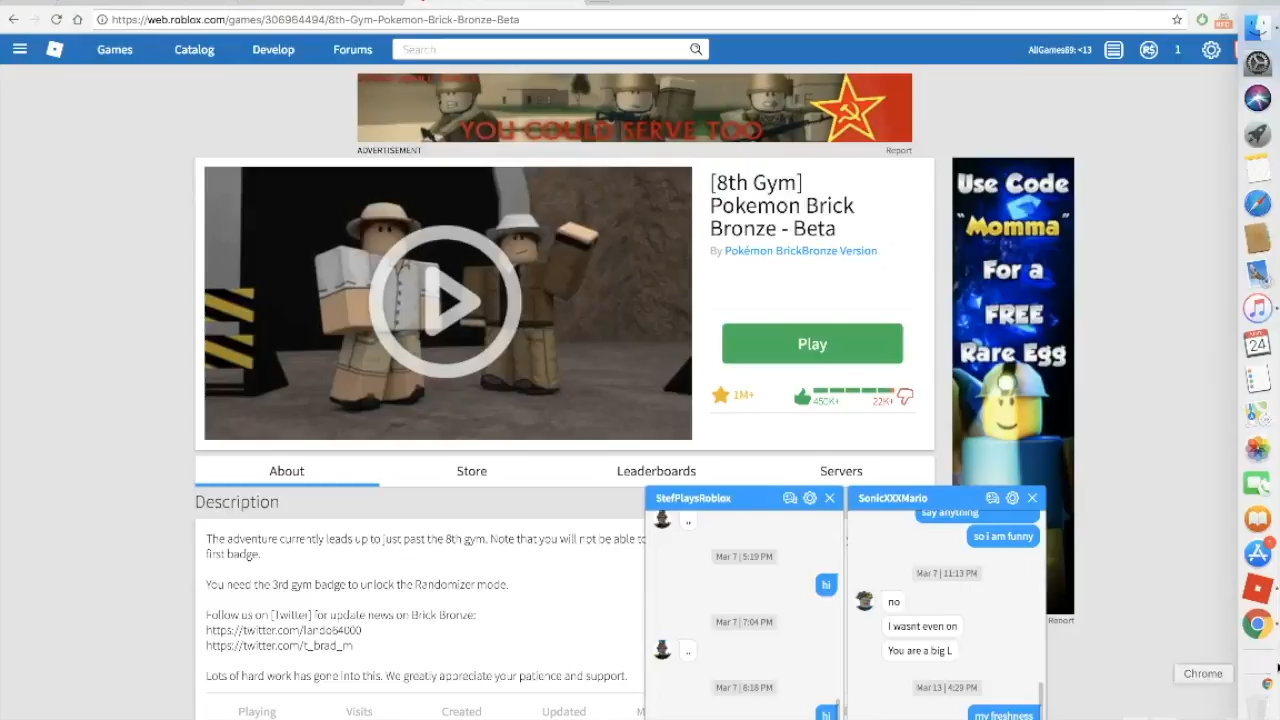 https://web.roblox.com/games/306964494/8th-Gym-Pokemon-Brick-Bronze-Beta
Games
Catalog
Develop
Forums
Search
AllGames69: <13
1
YOU COULD SERVE TOO
ADVERTISEMENT
Report
[8th Gym]
Pokemon Brick
Bronze - Beta
By Pokémon BrickBronze Version
Play
1M+
450K+
22K+
Use Code
"Momma"
For a
FREE
Rare Egg
Report
About
Store
Leaderboards
Servers
Description
The adventure currently leads up to just past the 8th gym. Note that you will not be able to
first badge.
You need the 3rd gym badge to unlock the Randomizer mode.
Follow us on [Twitter] for update news on Brick Bronze:
https://twitter.com/lando64000
https://twitter.com/t_brad_m
Lots of hard work has gone into this. We greatly appreciate your patience and support.
Playing
Visits
Created
Updated
M
StefPlaysRoblox
..
Mar 7 | 5:19 PM
hi
Mar 7 | 7:04 PM
..
Mar 7 | 8:18 PM
hi
SonicXXXMario
say anything
so i am funny
Mar 7 | 11:13 PM
no
I wasnt even on
You are a big L
Mar 13 | 4:29 PM
my freshness
24
Chrome